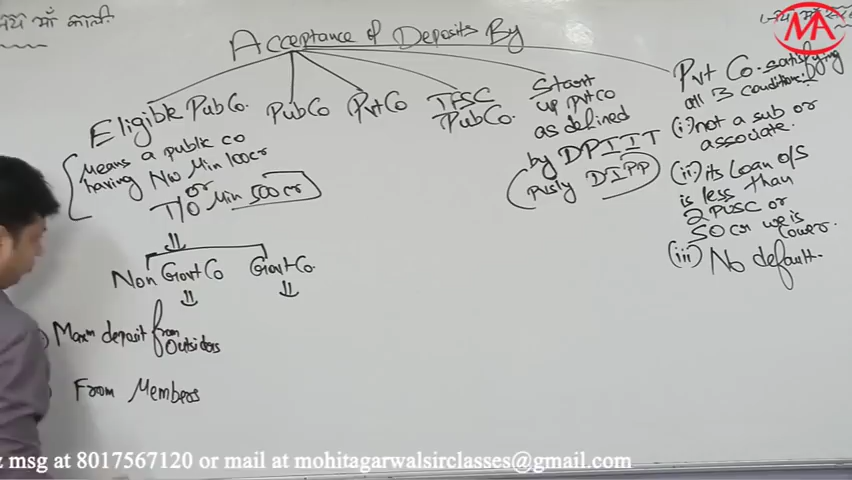 जय माँ काली
MA
Acceptance of Deposits By
Eligible Pub Co.
Means a public co
having NW Min 100cr
or
T/O Min 500cr
Pub Co
Pvt Co
IFSC
Pub Co.
Start
up Pvt co
as defined
by DPIIT
Pvsly DIPP
Pvt Co. satisfying
all 3 conditions:
(i) not a sub or
associate.
(ii) its Loan o/s
is less than
2 PUSC or
50 cr w.e is
lower.
(iii) No default.
Non Govt Co
Govt Co.
Maxm deposit from
Outsiders
From Members
z msg at 8017567120 or mail at mohitagarwalsirclasses@gmail.com